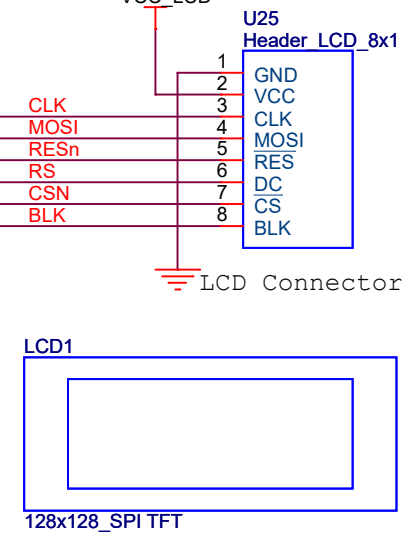 VCC_LCD
U25
Header_LCD_8x1
1 GND
2 VCC
CLK 3 CLK
MOSI 4 MOSI
RESn 5 RES
RS 6 DC
CSN 7 CS
BLK 8 BLK
LCD Connector
LCD1
128x128_SPI TFT